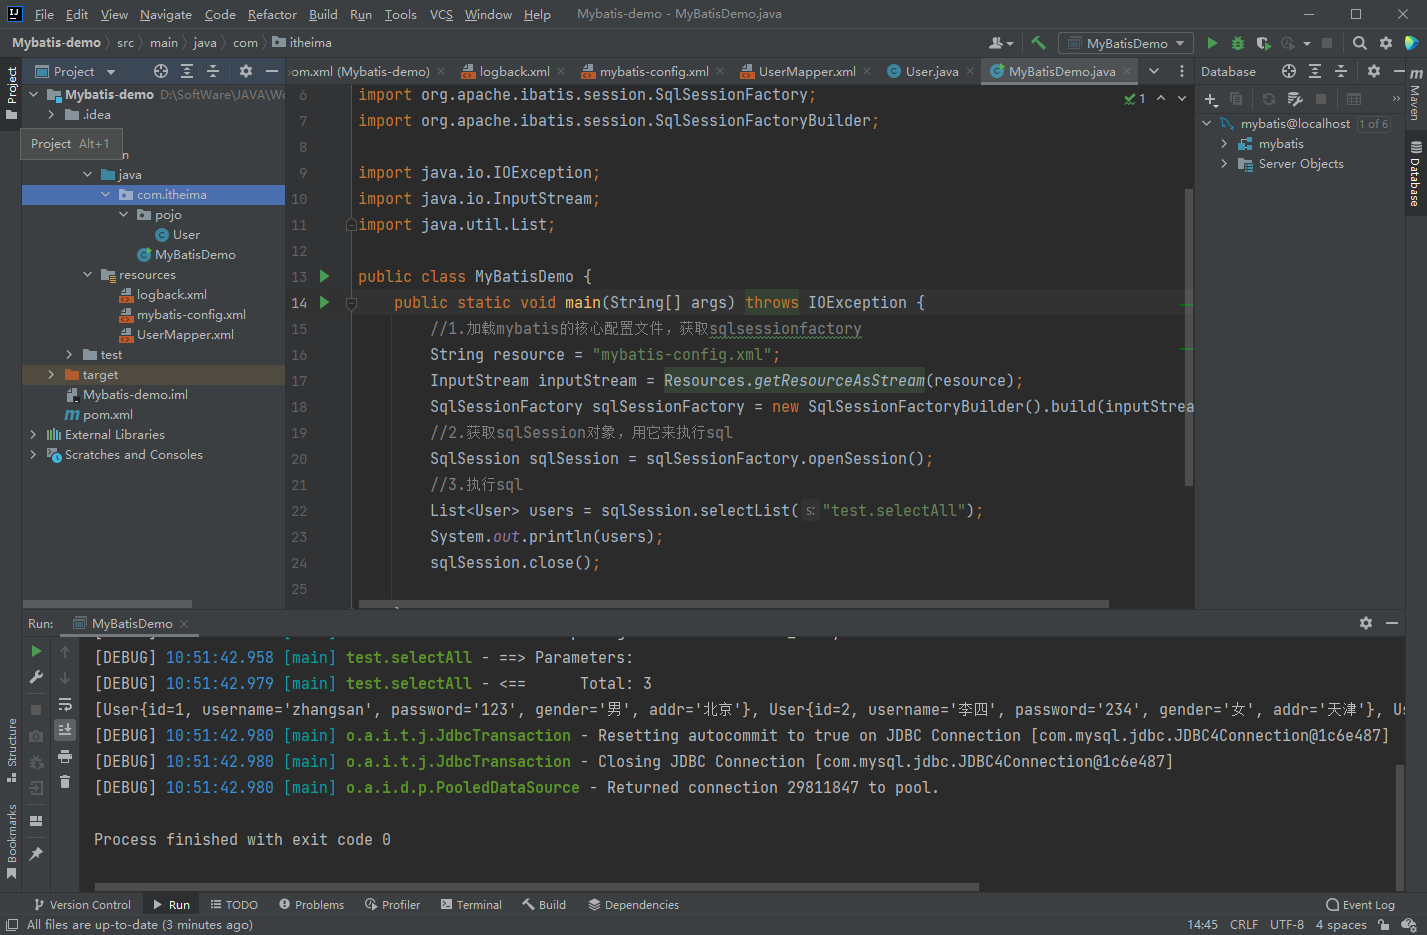 File Edit View Navigate Code Refactor Build Run Tools VCS Window Help Mybatis-demo - MyBatisDemo.java
Mybatis-demo src main java com itheima
MyBatisDemo
Project
om.xml (Mybatis-demo) logback.xml mybatis-config.xml UserMapper.xml User.java MyBatisDemo.java
Database
Project
Mybatis-demo D:\SoftWare\JAVA\Wo
.idea
Project Alt+1
n
java
com.itheima
pojo
User
MyBatisDemo
resources
logback.xml
mybatis-config.xml
UserMapper.xml
test
target
Mybatis-demo.iml
pom.xml
External Libraries
Scratches and Consoles
1
6 import org.apache.ibatis.session.SqlSessionFactory;
7 import org.apache.ibatis.session.SqlSessionFactoryBuilder;
8
9 import java.io.IOException;
10 import java.io.InputStream;
11 import java.util.List;
12
13 public class MyBatisDemo {
14 public static void main(String[] args) throws IOException {
15 //1.加载mybatis的核心配置文件，获取sqlsessionfactory
16 String resource = "mybatis-config.xml";
17 InputStream inputStream = Resources.getResourceAsStream(resource);
18 SqlSessionFactory sqlSessionFactory = new SqlSessionFactoryBuilder().build(inputStrea
19 //2.获取sqlSession对象，用它来执行sql
20 SqlSession sqlSession = sqlSessionFactory.openSession();
21 //3.执行sql
22 List<User> users = sqlSession.selectList( s: "test.selectAll");
23 System.out.println(users);
24 sqlSession.close();
25
mybatis@localhost 1 of 6
mybatis
Server Objects
Maven
Database
Run: MyBatisDemo
[DEBUG] 10:51:42.958 [main] test.selectAll - ==> Parameters:
[DEBUG] 10:51:42.979 [main] test.selectAll - <== Total: 3
[User{id=1, username='zhangsan', password='123', gender='男', addr='北京'}, User{id=2, username='李四', password='234', gender='女', addr='天津'}, Us
[DEBUG] 10:51:42.980 [main] o.a.i.t.j.JdbcTransaction - Resetting autocommit to true on JDBC Connection [com.mysql.jdbc.JDBC4Connection@1c6e487]
[DEBUG] 10:51:42.980 [main] o.a.i.t.j.JdbcTransaction - Closing JDBC Connection [com.mysql.jdbc.JDBC4Connection@1c6e487]
[DEBUG] 10:51:42.980 [main] o.a.i.d.p.PooledDataSource - Returned connection 29811847 to pool.
Process finished with exit code 0
Structure
Bookmarks
Version Control Run TODO Problems Profiler Terminal Build Dependencies Event Log
All files are up-to-date (3 minutes ago) 14:45 CRLF UTF-8 4 spaces